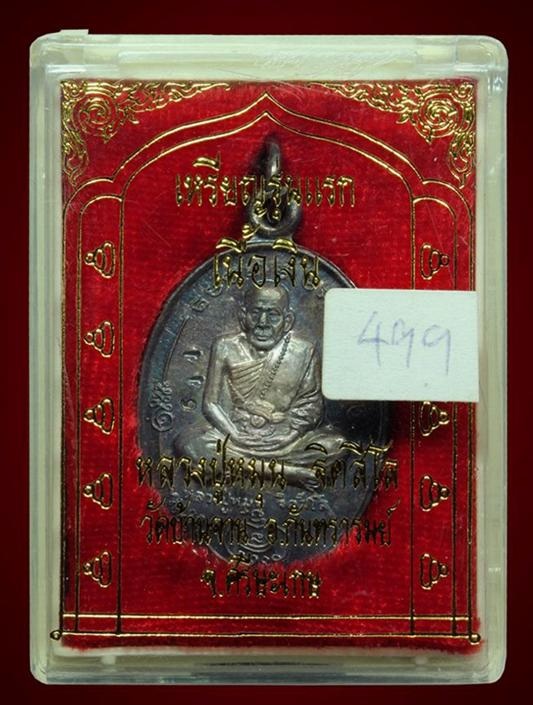 เหรียญรุ่นแรก
เนื้อเงิน
499
หลวงปู่หมุน ฐิตสีโล
วัดบ้านจาน อ.กันทรารมย์
จ.ศรีษะเกษ